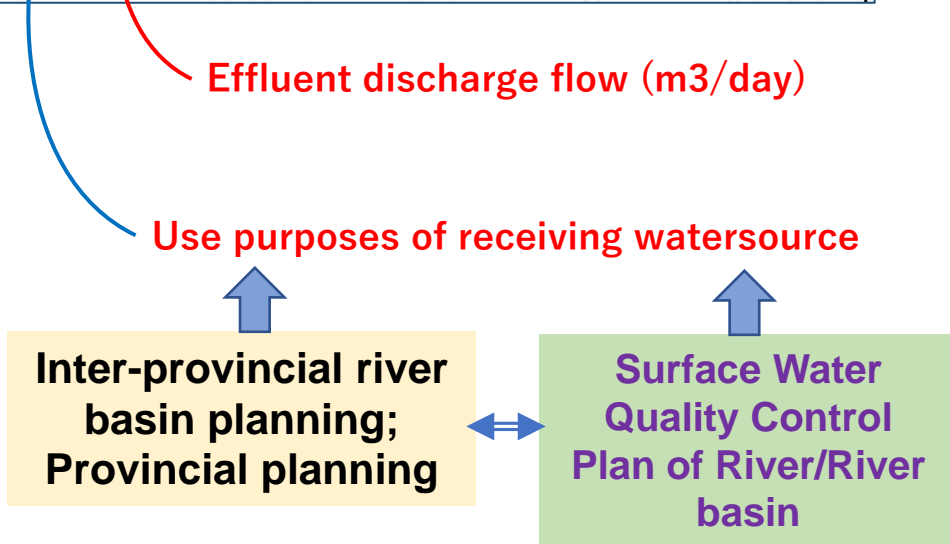 Effluent discharge flow (m3/day)
Use purposes of receiving watersource
Inter-provincial river
basin planning;
Provincial planning
Surface Water
Quality Control
Plan of River/River
basin